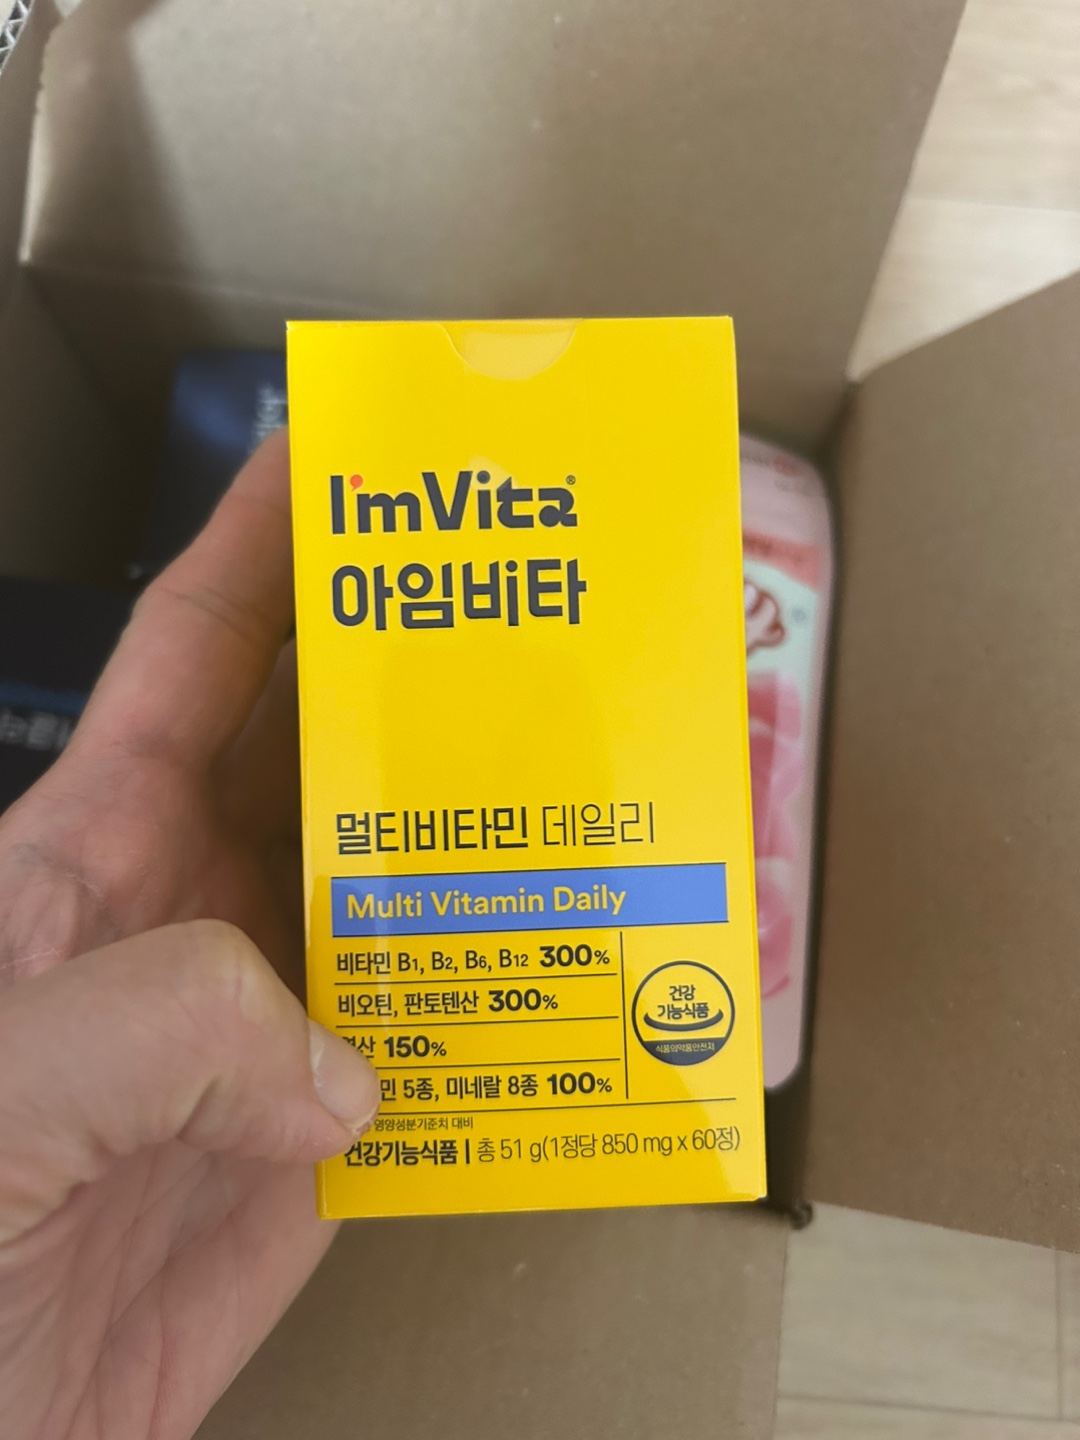 I'mVita®
아임비타
멀티비타민 데일리
Multi Vitamin Daily
비타민 B1, B2, B6, B12 300%
비오틴, 판토텐산 300%
150%
5종, 미네랄 8종 100%
영양성분기준치 대비
건강기능식품 | 총 51 g(1정당 850 mg x 60정)
건강
기능식품
식품의약품안전처